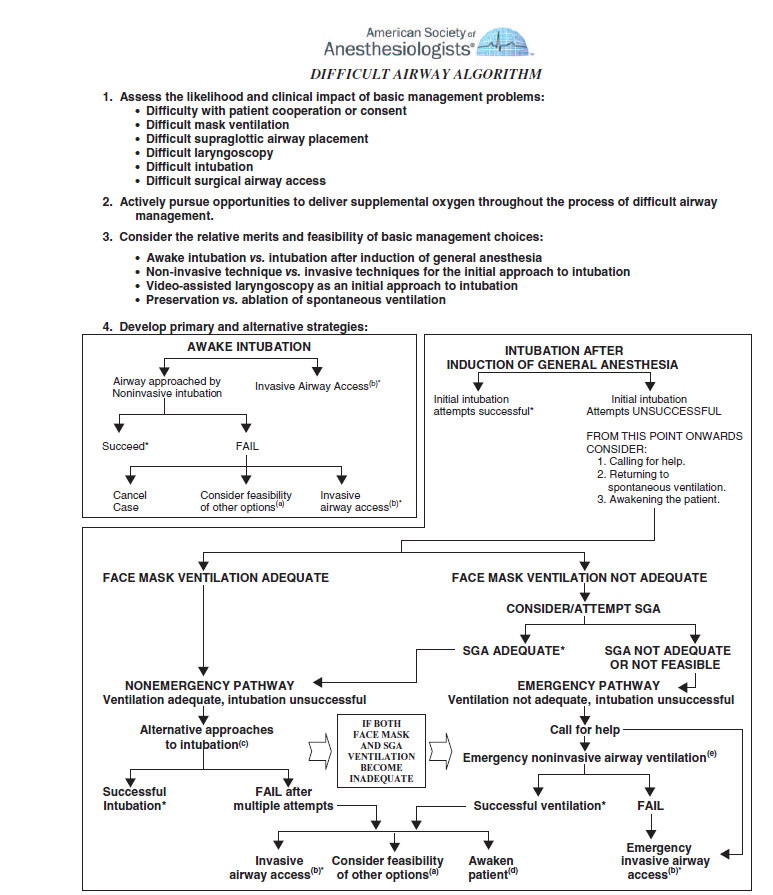 American Society of
Anesthesiologists®
DIFFICULT AIRWAY ALGORITHM
1. Assess the likelihood and clinical impact of basic management problems:
• Difficulty with patient cooperation or consent
• Difficult mask ventilation
• Difficult supraglottic airway placement
• Difficult laryngoscopy
• Difficult intubation
• Difficult surgical airway access
2. Actively pursue opportunities to deliver supplemental oxygen throughout the process of difficult airway
management.
3. Consider the relative merits and feasibility of basic management choices:
• Awake intubation vs. intubation after induction of general anesthesia
• Non-invasive technique vs. invasive techniques for the initial approach to intubation
• Video-assisted laryngoscopy as an initial approach to intubation
• Preservation vs. ablation of spontaneous ventilation
4. Develop primary and alternative strategies:
AWAKE INTUBATION
Airway approached by
Noninvasive intubation
Invasive Airway Access(b)*
Succeed*
FAIL
Cancel
Case
Consider feasibility
of other options(a)
Invasive
airway access(b)*
INTUBATION AFTER
INDUCTION OF GENERAL ANESTHESIA
Initial intubation
attempts successful*
Initial intubation
Attempts UNSUCCESSFUL
FROM THIS POINT ONWARDS
CONSIDER:
1. Calling for help.
2. Returning to
spontaneous ventilation.
3. Awakening the patient.
FACE MASK VENTILATION ADEQUATE
FACE MASK VENTILATION NOT ADEQUATE
CONSIDER/ATTEMPT SGA
SGA ADEQUATE*
SGA NOT ADEQUATE
OR NOT FEASIBLE
NONEMERGENCY PATHWAY
Ventilation adequate, intubation unsuccessful
EMERGENCY PATHWAY
Ventilation not adequate, intubation unsuccessful
Alternative approaches
to intubation(c)
IF BOTH
FACE MASK
AND SGA
VENTILATION
BECOME
INADEQUATE
Call for help
Emergency noninvasive airway ventilation(e)
Successful
Intubation*
FAIL after
multiple attempts
Successful ventilation*
FAIL
Invasive
airway access(b)*
Consider feasibility
of other options(a)
Awaken
patient(d)
Emergency
invasive airway
access(b)*